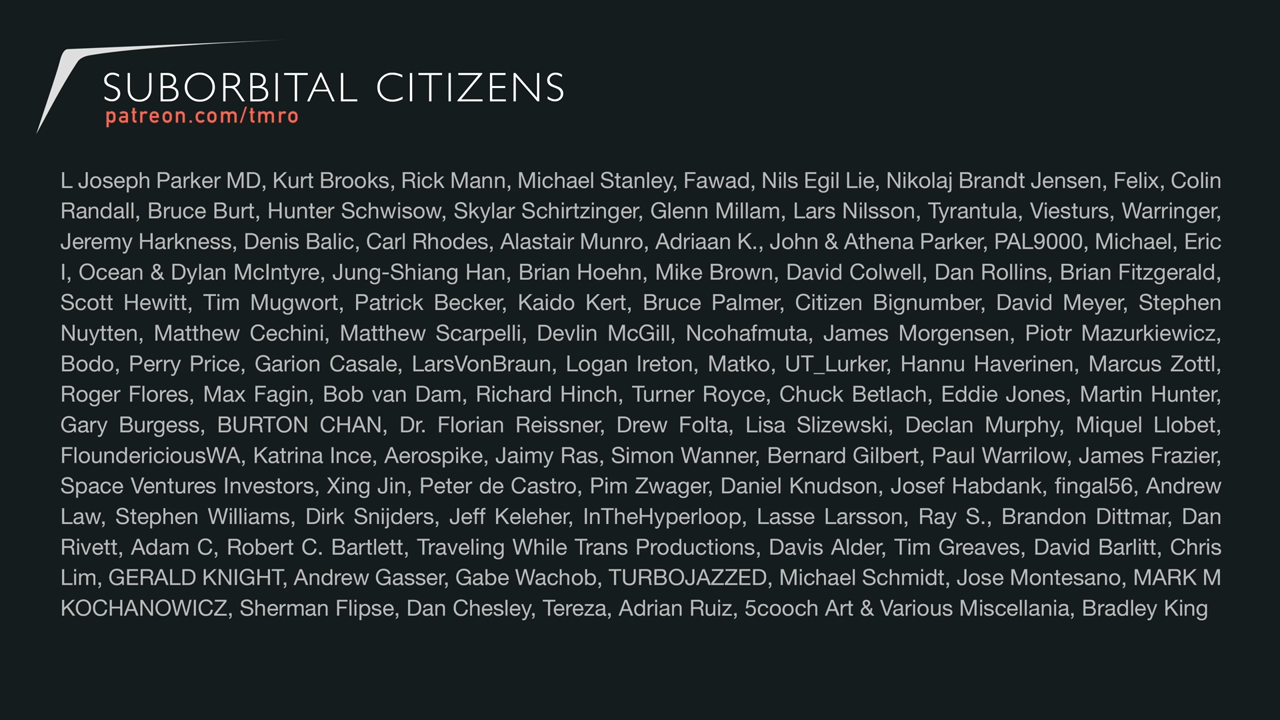 SUBORBITAL CITIZENS
patreon.com/tmro
L Joseph Parker MD, Kurt Brooks, Rick Mann, Michael Stanley, Fawad, Nils Egil Lie, Nikolaj Brandt Jensen, Felix, Colin
Randall, Bruce Burt, Hunter Schwisow, Skylar Schirtzinger, Glenn Millam, Lars Nilsson, Tyrantula, Viesturs, Warringer,
Jeremy Harkness, Denis Balic, Carl Rhodes, Alastair Munro, Adriaan K., John & Athena Parker, PAL9000, Michael, Eric
I, Ocean & Dylan McIntyre, Jung-Shiang Han, Brian Hoehn, Mike Brown, David Colwell, Dan Rollins, Brian Fitzgerald,
Scott Hewitt, Tim Mugwort, Patrick Becker, Kaido Kert, Bruce Palmer, Citizen Bignumber, David Meyer, Stephen
Nuytten, Matthew Cechini, Matthew Scarpelli, Devlin McGill, Ncohafmuta, James Morgensen, Piotr Mazurkiewicz,
Bodo, Perry Price, Garion Casale, LarsVonBraun, Logan Ireton, Matko, UT_Lurker, Hannu Haverinen, Marcus Zottl,
Roger Flores, Max Fagin, Bob van Dam, Richard Hinch, Turner Royce, Chuck Betlach, Eddie Jones, Martin Hunter,
Gary Burgess, BURTON CHAN, Dr. Florian Reissner, Drew Folta, Lisa Slizewski, Declan Murphy, Miquel Llobet,
FloundericiousWA, Katrina Ince, Aerospike, Jaimy Ras, Simon Wanner, Bernard Gilbert, Paul Warrilow, James Frazier,
Space Ventures Investors, Xing Jin, Peter de Castro, Pim Zwager, Daniel Knudson, Josef Habdank, fingal56, Andrew
Law, Stephen Williams, Dirk Snijders, Jeff Keleher, InTheHyperloop, Lasse Larsson, Ray S., Brandon Dittmar, Dan
Rivett, Adam C, Robert C. Bartlett, Traveling While Trans Productions, Davis Alder, Tim Greaves, David Barlitt, Chris
Lim, GERALD KNIGHT, Andrew Gasser, Gabe Wachob, TURBOJAZZED, Michael Schmidt, Jose Montesano, MARK M
KOCHANOWICZ, Sherman Flipse, Dan Chesley, Tereza, Adrian Ruiz, 5cooch Art & Various Miscellania, Bradley King